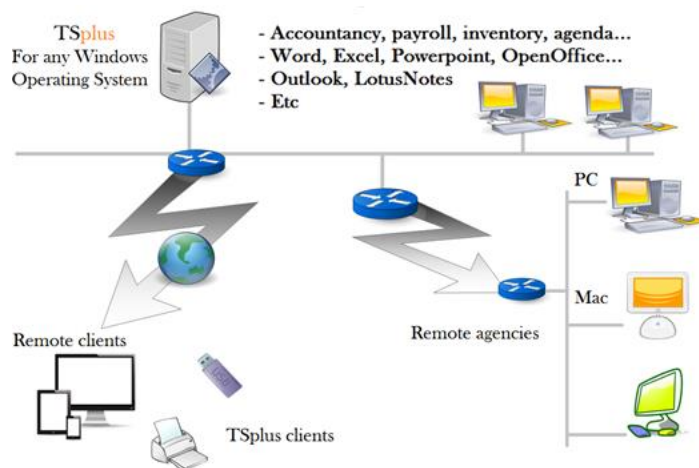 TSplus
For any Windows
Operating System
- Accountancy, payroll, inventory, agenda...
- Word, Excel, Powerpoint, OpenOffice...
- Outlook, LotusNotes
- Etc
PC
Mac
Remote agencies
Remote clients
USB
TSplus clients